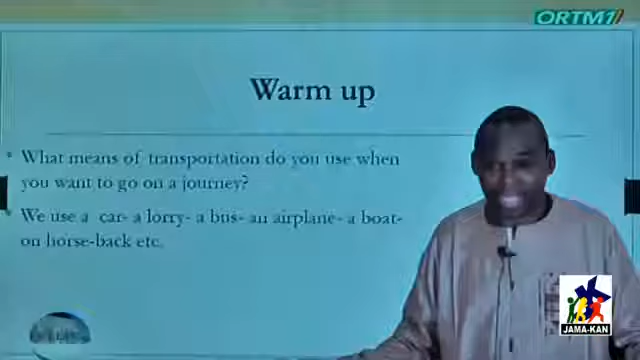 ORTM1
Warm up
What means of transportation do you use when
you want to go on a journey?
We use a car- a lorry- a bus- an airplane- a boat-
on horse-back etc.
JAMA-KAN